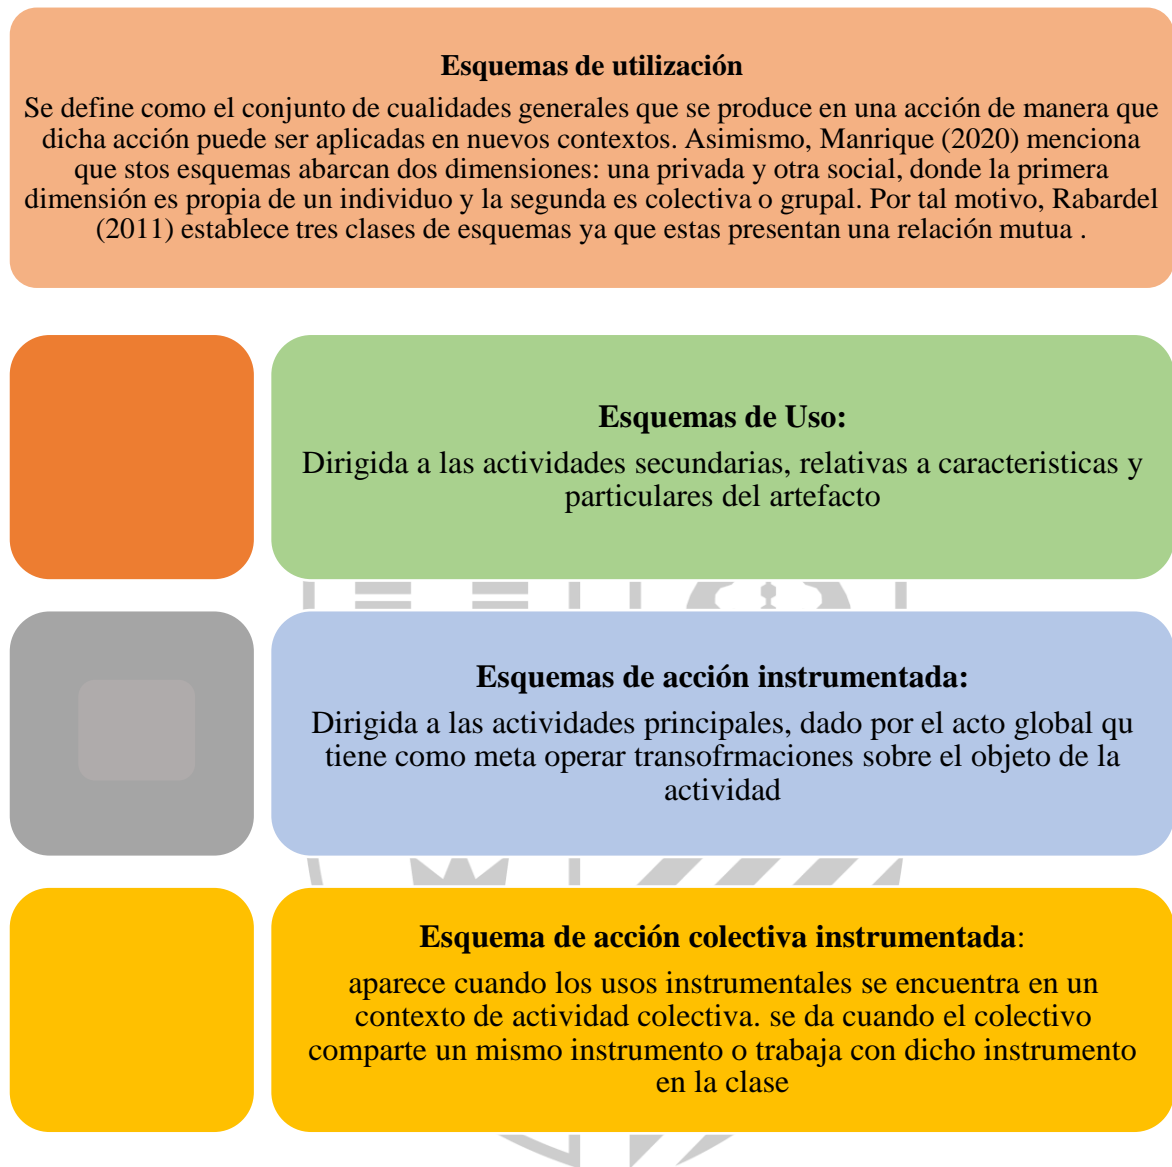 Esquemas de utilización
Se define como el conjunto de cualidades generales que se produce en una acción de manera que
dicha acción puede ser aplicadas en nuevos contextos. Asimismo, Manrique (2020) menciona
que stos esquemas abarcan dos dimensiones: una privada y otra social, donde la primera
dimensión es propia de un individuo y la segunda es colectiva o grupal. Por tal motivo, Rabardel
(2011) establece tres clases de esquemas ya que estas presentan una relación mutua .
Esquemas de Uso:
Dirigida a las actividades secundarias, relativas a caracteristicas y
particulares del artefacto
Esquemas de acción instrumentada:
Dirigida a las actividades principales, dado por el acto global qu
tiene como meta operar transofrmaciones sobre el objeto de la
actividad
Esquema de acción colectiva instrumentada:
aparece cuando los usos instrumentales se encuentra en un
contexto de actividad colectiva. se da cuando el colectivo
comparte un mismo instrumento o trabaja con dicho instrumento
en la clase